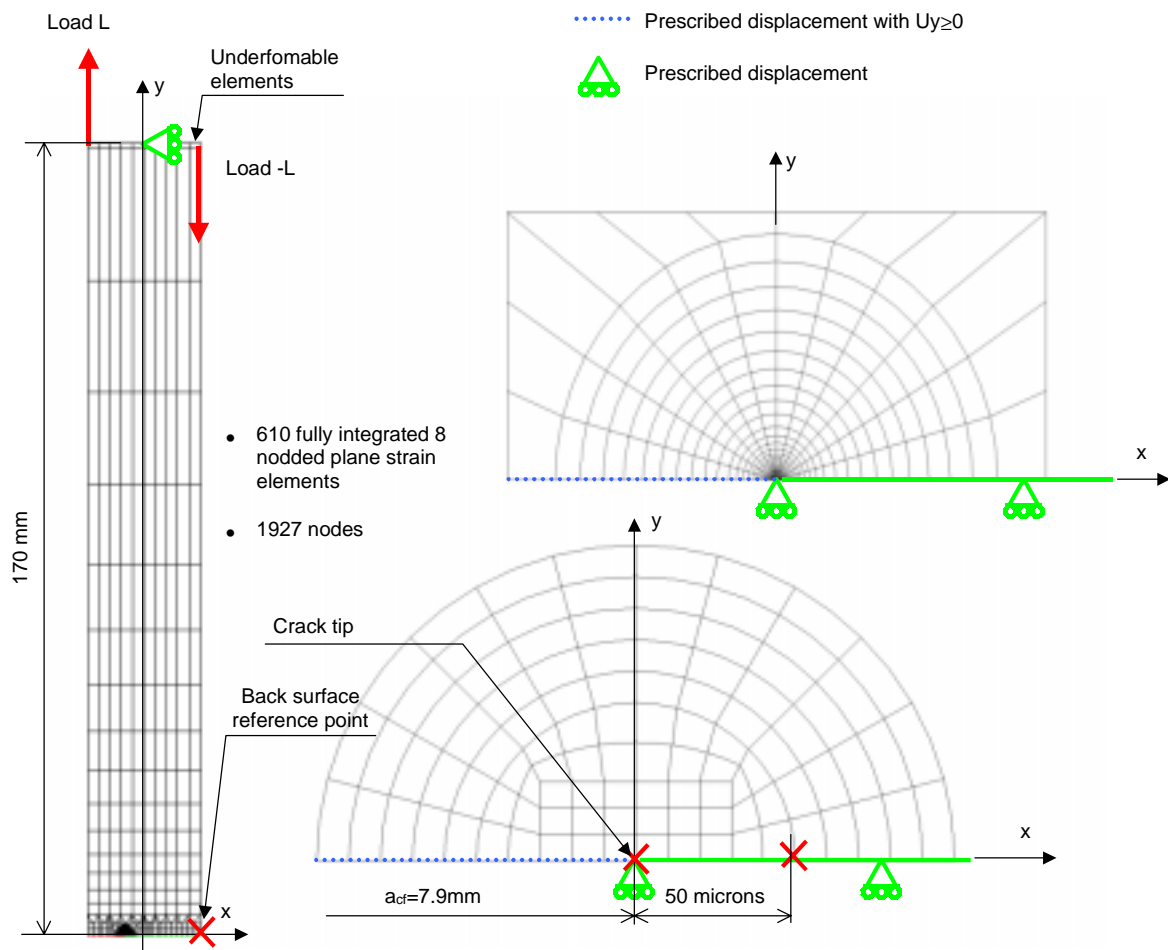 Load L
Prescribed displacement with Uy≥0
Underfomable
elements
y
Prescribed displacement
Load -L
y
170 mm
• 610 fully integrated 8
nodded plane strain
elements
x
• 1927 nodes
y
Crack tip
Back surface
reference point
x
x
acf=7.9mm
50 microns